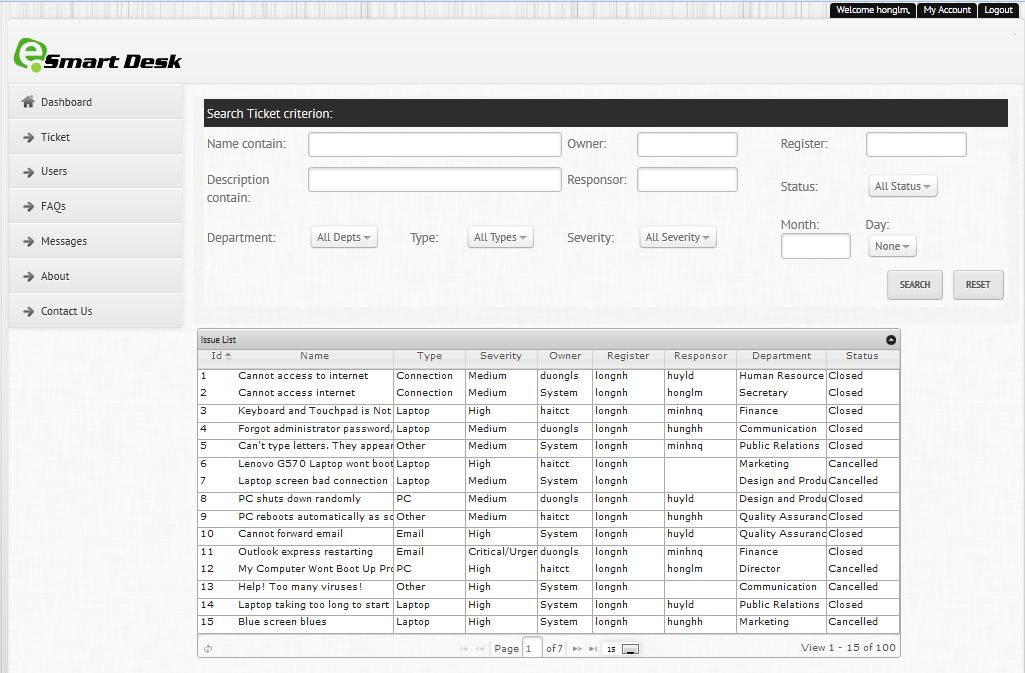 Welcome honglm, My Account Logout
e Smart Desk
Dashboard
Ticket
Users
FAQs
Messages
About
Contact Us
Search Ticket criterion:
Name contain: Owner: Register:
Description contain: Responsor: Status: All Status
Department: All Depts Type: All Types Severity: All Severity Month: Day: None
SEARCH RESET
Issue List
Id Name Type Severity Owner Register Responsor Department Status
1 Cannot access to internet Connection Medium duongls longnh huyld Human Resource Closed
2 Cannot access internet Connection Medium System longnh honglm Secretary Closed
3 Keyboard and Touchpad is Not Laptop High haitct longnh minhnq Finance Closed
4 Forgot administrator password, Laptop Medium duongls longnh hunghh Communication Closed
5 Can't type letters. They appear Other Medium System longnh minhnq Public Relations Closed
6 Lenovo G570 Laptop wont boot Laptop High haitct longnh Marketing Cancelled
7 Laptop screen bad connection Laptop Medium System longnh Design and Produ Cancelled
8 PC shuts down randomly PC Medium duongls longnh huyld Design and Produ Closed
9 PC reboots automatically as so Other Medium haitct longnh hunghh Quality Assuranc Closed
10 Cannot forward email Email High System longnh huyld Quality Assuranc Closed
11 Outlook express restarting Email Critical/Urger duongls longnh minhnq Finance Closed
12 My Computer Wont Boot Up Pro PC High haitct longnh honglm Director Cancelled
13 Help! Too many viruses! Other High System longnh Communication Cancelled
14 Laptop taking too long to start Laptop High System longnh huyld Public Relations Closed
15 Blue screen blues Laptop High System longnh hunghh Marketing Cancelled
Page 1 of 7 15 View 1 - 15 of 100